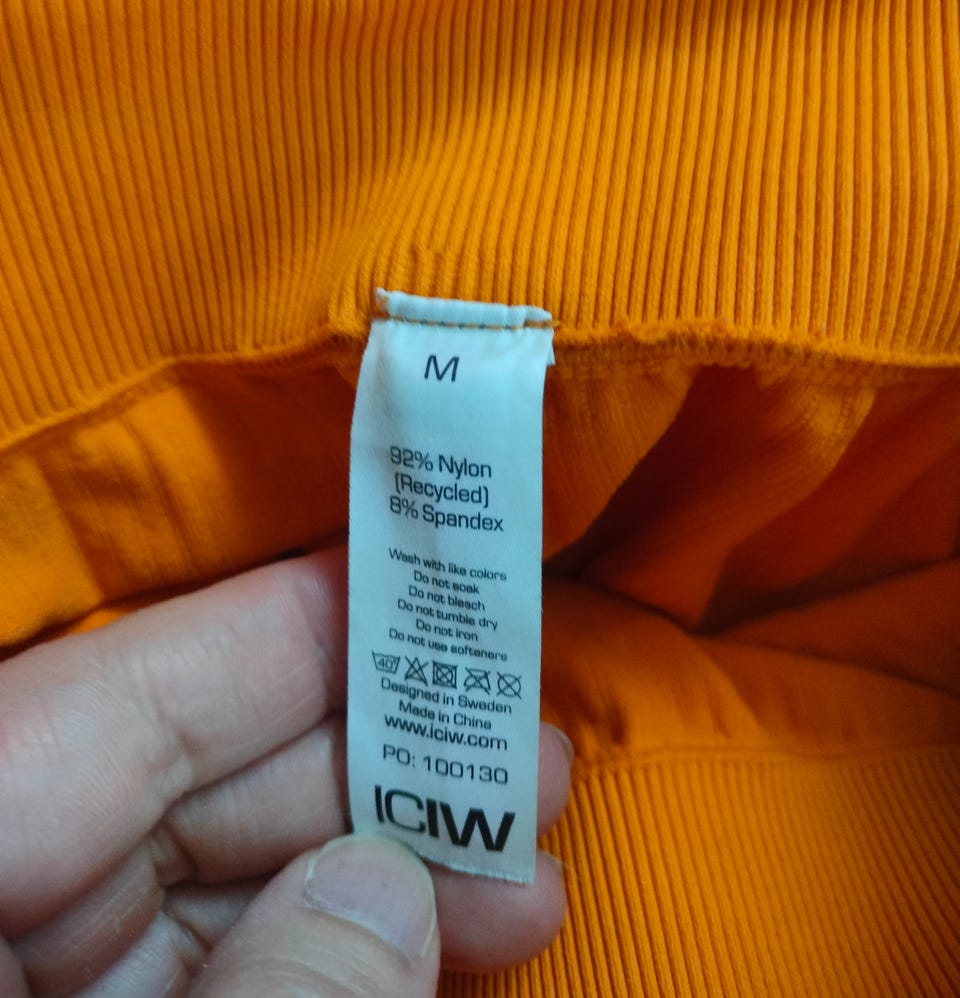 M
92% Nylon
(Recycled)
8% Spandex
Wash with like colors
Do not soak
Do not bleach
Do not tumble dry
Do not iron
Do not use softeners
40°
Designed in Sweden
Made in China
www.iciw.com
PO: 100130
ICIW